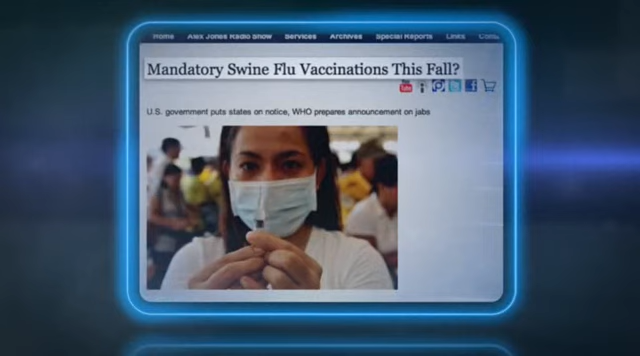 Home Alex Jones Radio Show Services Archives Special Reports Links
Mandatory Swine Flu Vaccinations This Fall?
You
U.S. government puts states on notice, WHO prepares announcement on jabs